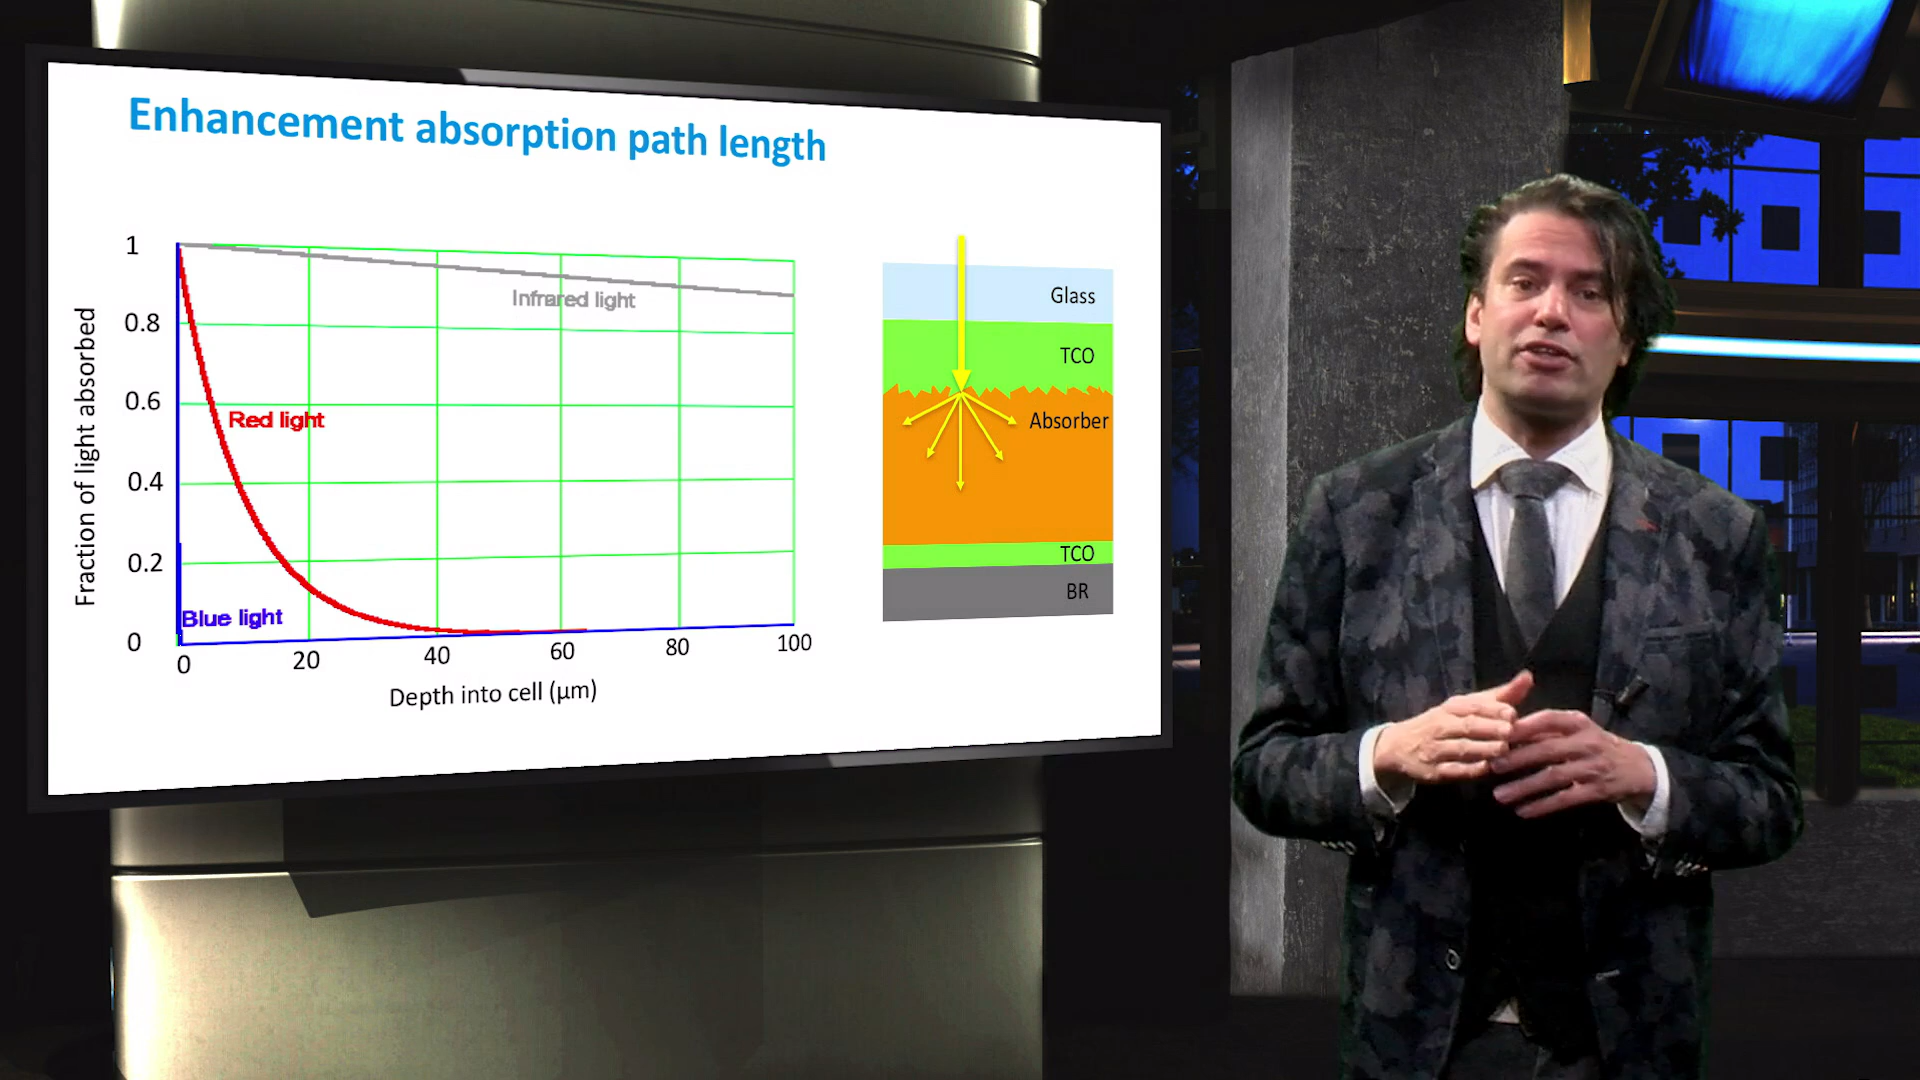 Enhancement absorption path length
Fraction of light absorbed
1
0.8
0.6
0.4
0.2
0
Infrared light
Red light
Blue light
0
20
40
60
80
100
Depth into cell (μm)
Glass
TCO
Absorber
TCO
BR